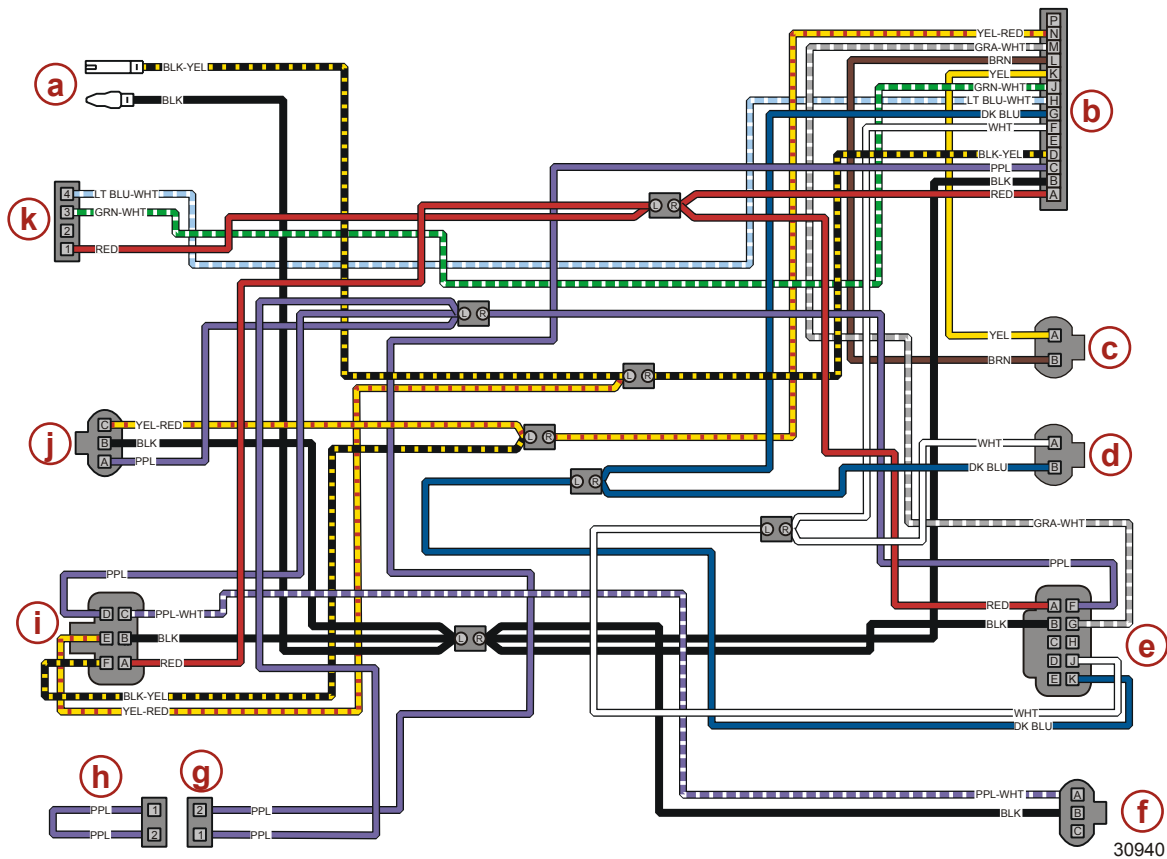 a
BLK-YEL
BLK
b
P
N
M
L
K
J
H
G
F
E
D
C
B
A
YEL-RED
GRA-WHT
BRN
YEL
GRN-WHT
LT BLU-WHT
DK BLU
WHT
BLK-YEL
PPL
BLK
RED
k
4
3
2
1
LT BLU-WHT
GRN-WHT
RED
L R
L R
L R
L R
L R
L R
L R
c
YEL
BRN
A
B
d
WHT
DK BLU
A
B
j
C
B
A
YEL-RED
BLK
PPL
GRA-WHT
PPL
RED
BLK
e
A F
B G
C H
D J
E K
WHT
DK BLU
i
PPL
D C
E B
F A
PPL-WHT
BLK
RED
BLK-YEL
YEL-RED
h
PPL
PPL
1
2
g
2
1
PPL
PPL
f
PPL-WHT
BLK
A
B
C
30940